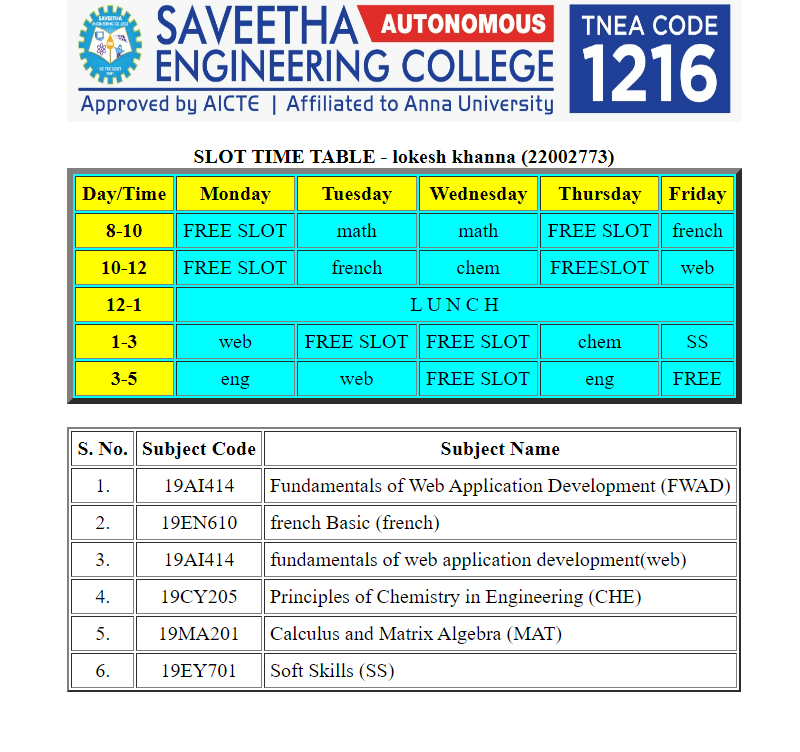 SAVEETHA AUTONOMOUS
ENGINEERING COLLEGE
Approved by AICTE | Affiliated to Anna University
TNEA CODE
1216
SLOT TIME TABLE - lokesh khanna (22002773)
Day/Time Monday Tuesday Wednesday Thursday Friday
8-10 FREE SLOT math math FREE SLOT french
10-12 FREE SLOT french chem FREESLOT web
12-1 L U N C H
1-3 web FREE SLOT FREE SLOT chem SS
3-5 eng web FREE SLOT eng FREE
S. No. Subject Code Subject Name
1. 19AI414 Fundamentals of Web Application Development (FWAD)
2. 19EN610 french Basic (french)
3. 19AI414 fundamentals of web application development(web)
4. 19CY205 Principles of Chemistry in Engineering (CHE)
5. 19MA201 Calculus and Matrix Algebra (MAT)
6. 19EY701 Soft Skills (SS)